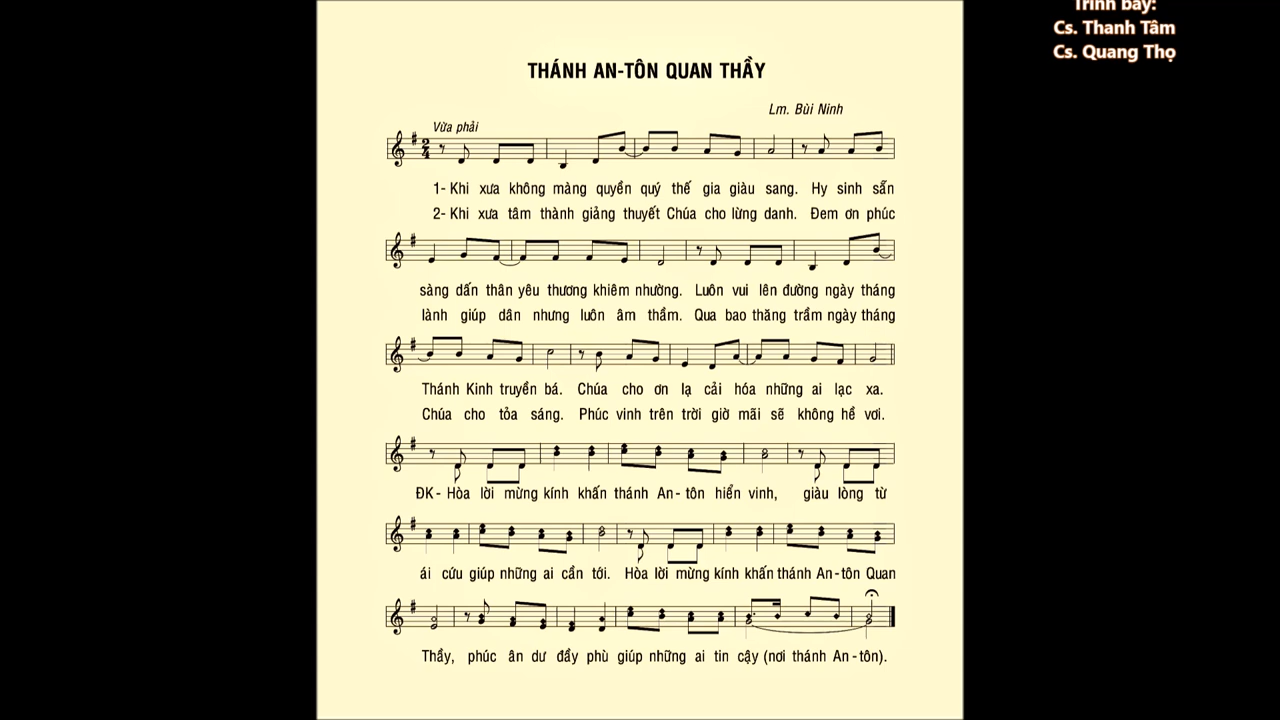 Trình bày:
Cs. Thanh Tâm
Cs. Quang Thọ
THÁNH AN-TÔN QUAN THẦY
Lm. Bùi Ninh
Vừa phải
2
4
1- Khi xưa không màng quyền quý thế gia giàu sang. Hy sinh sẵn
2- Khi xưa tâm thành giảng thuyết Chúa cho lừng danh. Đem ơn phúc
sàng dấn thân yêu thương khiêm nhường. Luôn vui lên đường ngày tháng
lành giúp dân nhưng luôn âm thầm. Qua bao thăng trầm ngày tháng
Thánh Kinh truyền bá. Chúa cho ơn lạ cải hóa những ai lạc xa.
Chúa cho tỏa sáng. Phúc vinh trên trời giờ mãi sẽ không hề vơi.
ĐK- Hòa lời mừng kính khấn thánh An-tôn hiển vinh, giàu lòng từ
ái cứu giúp những ai cần tới. Hòa lời mừng kính khấn thánh An-tôn Quan
Thầy, phúc ân dư đầy phù giúp những ai tin cậy (nơi thánh An-tôn).